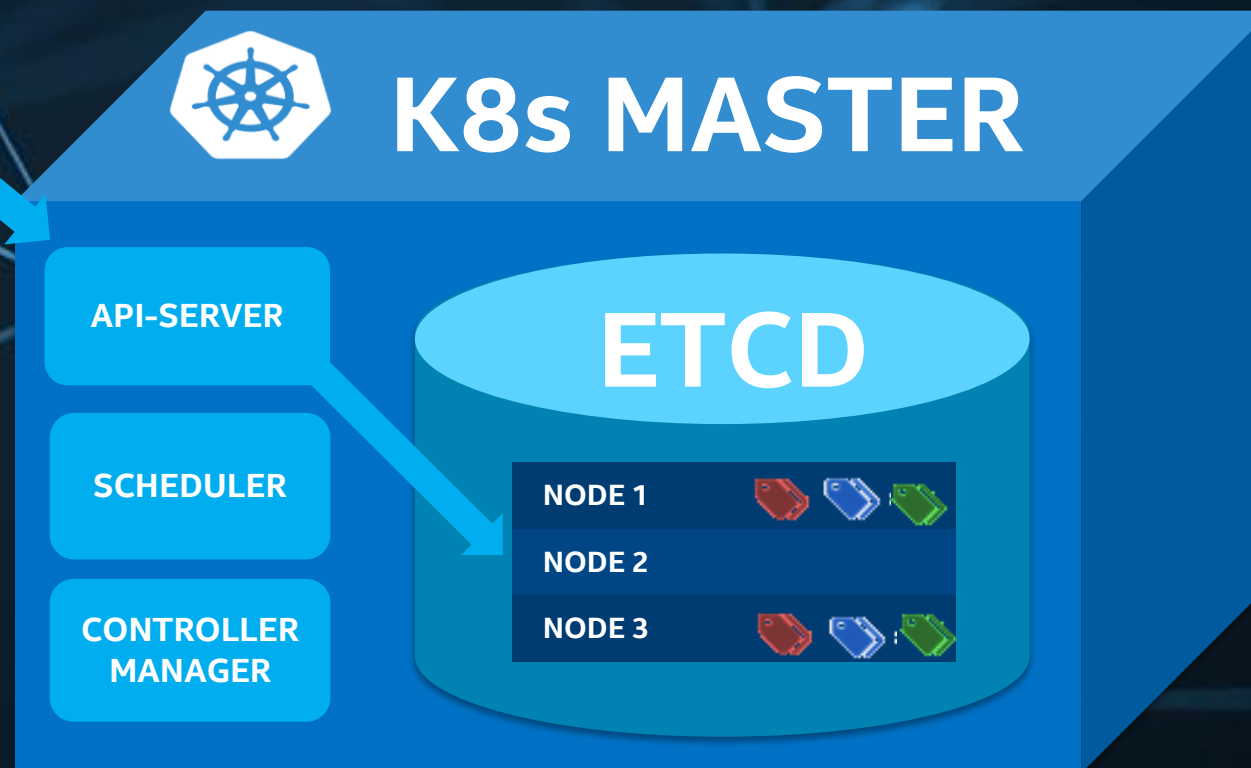 K8s MASTER
API-SERVER
SCHEDULER
CONTROLLER
MANAGER
ETCD
NODE 1
NODE 2
NODE 3